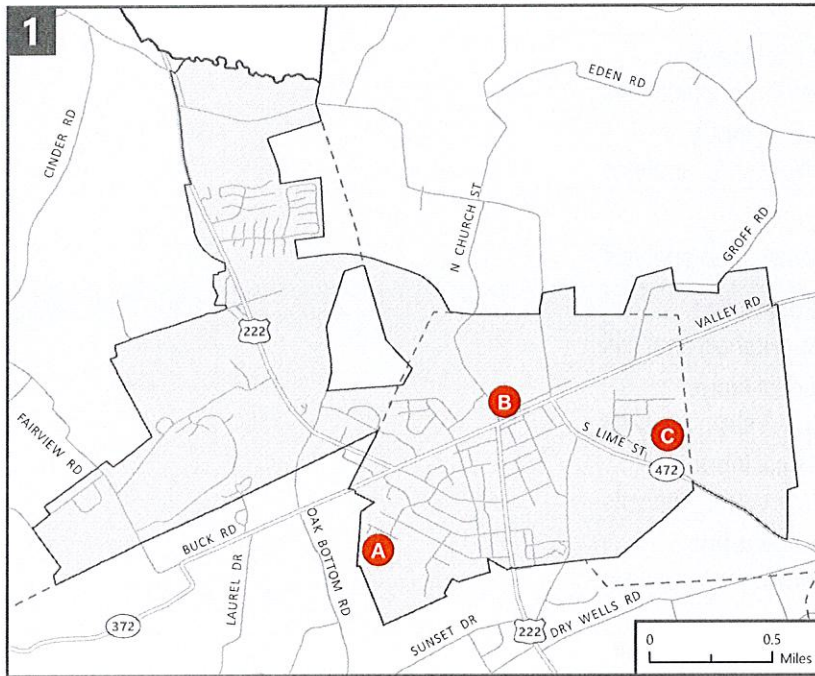 1
EDEN RD
CINDER RD
N CHURCH ST
GROFF RD
VALLEY RD
222
B
FAIRVIEW RD
S LIME ST
C
472
BUCK RD
OAK BOTTOM RD
A
LAUREL DR
372
SUNSET DR
222
DRY WELLS RD
0 0.5
Miles